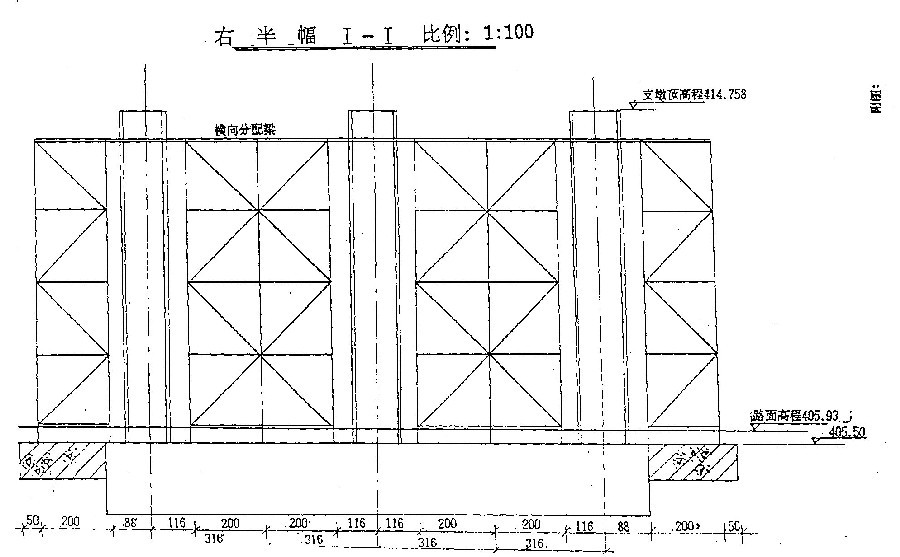 右 半 幅 I-I 比例: 1:100
支墩顶高程414.758
附图:
横向分配梁
路面高程405.93
405.50
50 200 88 116 200 200 116 116 200 200 116 88 200 50
316 316 316 316